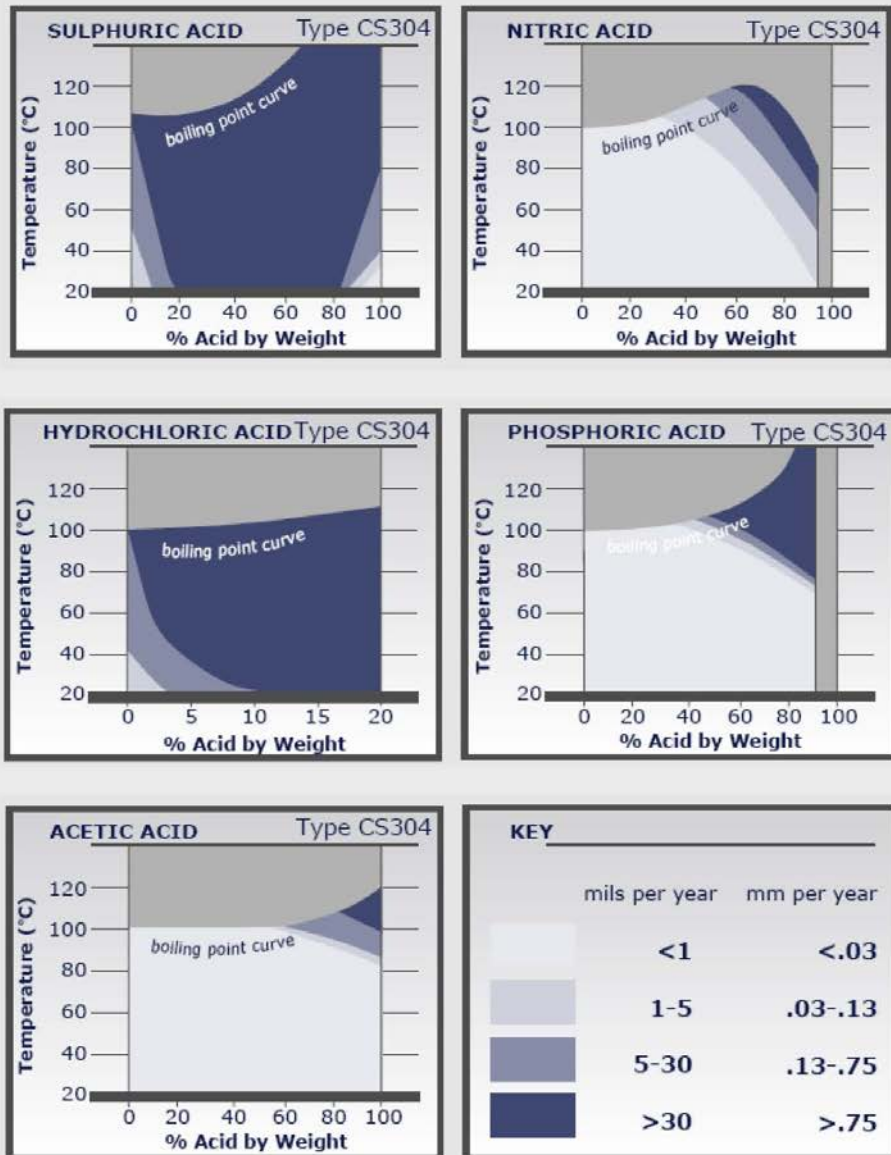 SULPHURIC ACID Type CS304
Temperature (°C)
120
100
80
60
40
20
boiling point curve
0 20 40 60 80 100
% Acid by Weight
NITRIC ACID Type CS304
Temperature (°C)
120
100
80
60
40
20
boiling point curve
0 20 40 60 80 100
% Acid by Weight
HYDROCHLORIC ACID Type CS304
Temperature (°C)
120
100
80
60
40
20
boiling point curve
0 5 10 15 20
% Acid by Weight
PHOSPHORIC ACID Type CS304
Temperature (°C)
120
100
80
60
40
20
boiling point curve
0 20 40 60 80 100
% Acid by Weight
ACETIC ACID Type CS304
Temperature (°C)
120
100
80
60
40
20
boiling point curve
0 20 40 60 80 100
% Acid by Weight
KEY
mils per year mm per year
<1 <.03
1-5 .03-.13
5-30 .13-.75
>30 >.75